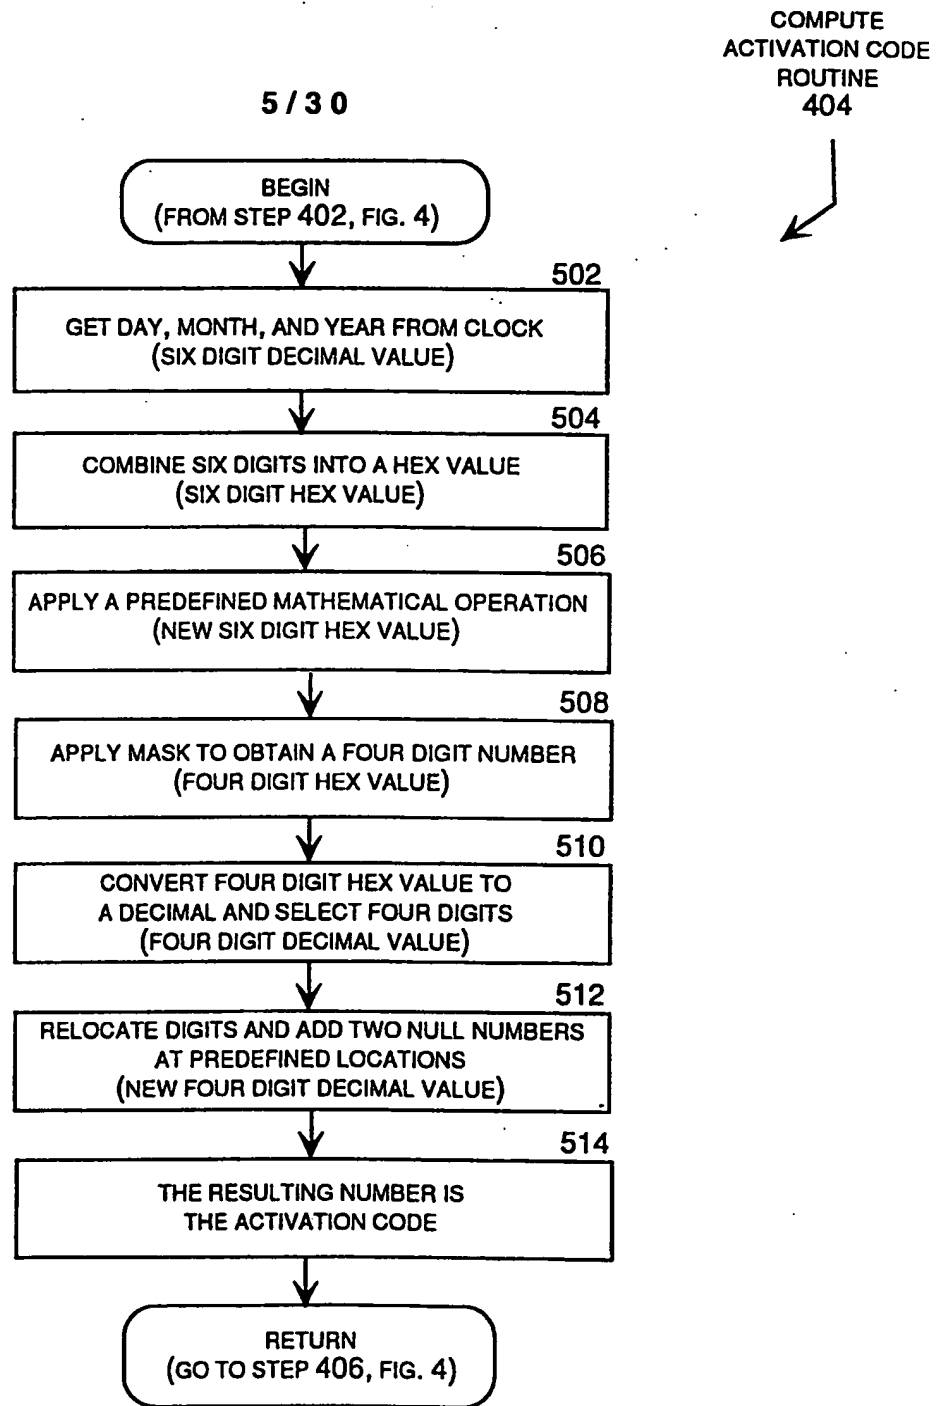 COMPUTE
ACTIVATION CODE
ROUTINE
404
5/30
BEGIN
(FROM STEP 402, FIG. 4)
502
GET DAY, MONTH, AND YEAR FROM CLOCK
(SIX DIGIT DECIMAL VALUE)
504
COMBINE SIX DIGITS INTO A HEX VALUE
(SIX DIGIT HEX VALUE)
506
APPLY A PREDEFINED MATHEMATICAL OPERATION
(NEW SIX DIGIT HEX VALUE)
508
APPLY MASK TO OBTAIN A FOUR DIGIT NUMBER
(FOUR DIGIT HEX VALUE)
510
CONVERT FOUR DIGIT HEX VALUE TO
A DECIMAL AND SELECT FOUR DIGITS
(FOUR DIGIT DECIMAL VALUE)
512
RELOCATE DIGITS AND ADD TWO NULL NUMBERS
AT PREDEFINED LOCATIONS
(NEW FOUR DIGIT DECIMAL VALUE)
514
THE RESULTING NUMBER IS
THE ACTIVATION CODE
RETURN
(GO TO STEP 406, FIG. 4)